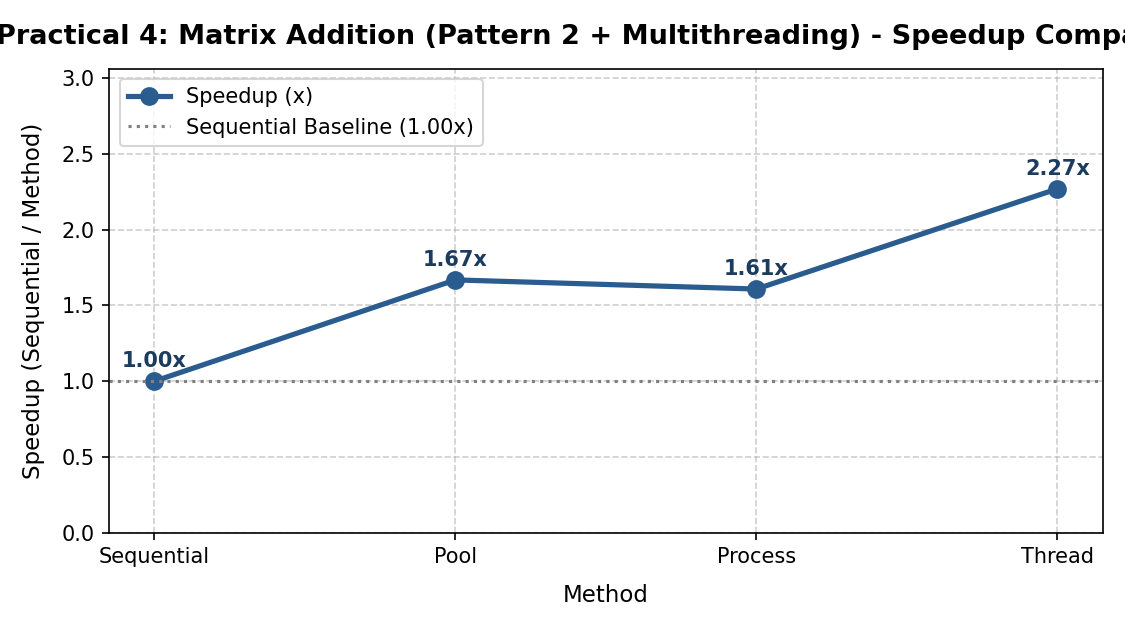 Practical 4: Matrix Addition (Pattern 2 + Multithreading) - Speedup Compa
Speedup (x)
Sequential Baseline (1.00x)
Speedup (Sequential / Method)
3.0
2.5
2.0
1.5
1.0
0.5
0.0
1.00x
1.67x
1.61x
2.27x
Sequential
Pool
Process
Thread
Method